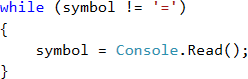 while (symbol != '=')
{
    symbol = Console.Read();
}